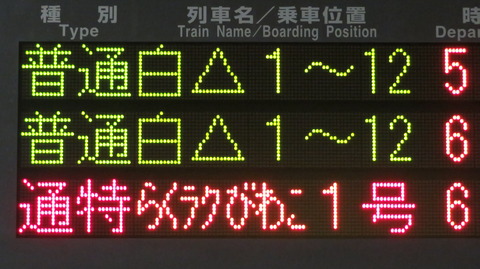 種 別 列車名／乗車位置 時
Type Train Name/Boarding Position Depa
普通 白△ 1～12 5
普通 白△ 1～12 6
通特 らくラクびわこ 1号 6